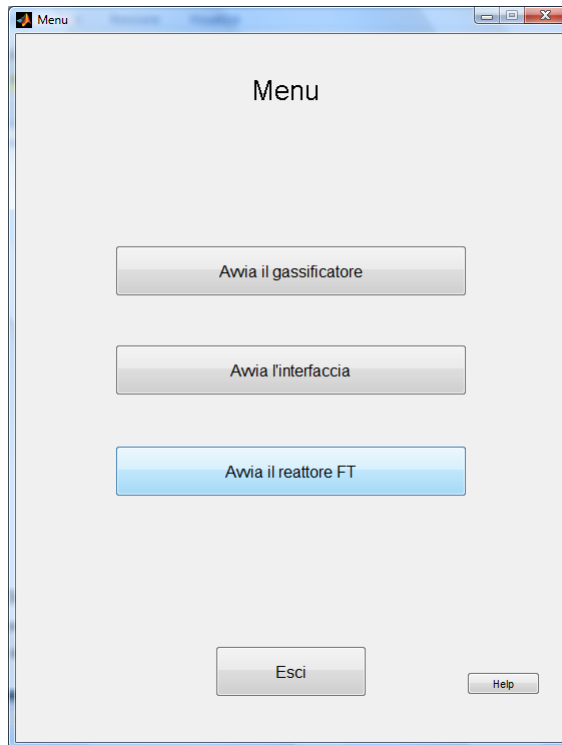 Menu
Menu
Avvia il gassificatore
Avvia l'interfaccia
Avvia il reattore FT
Esci
Help